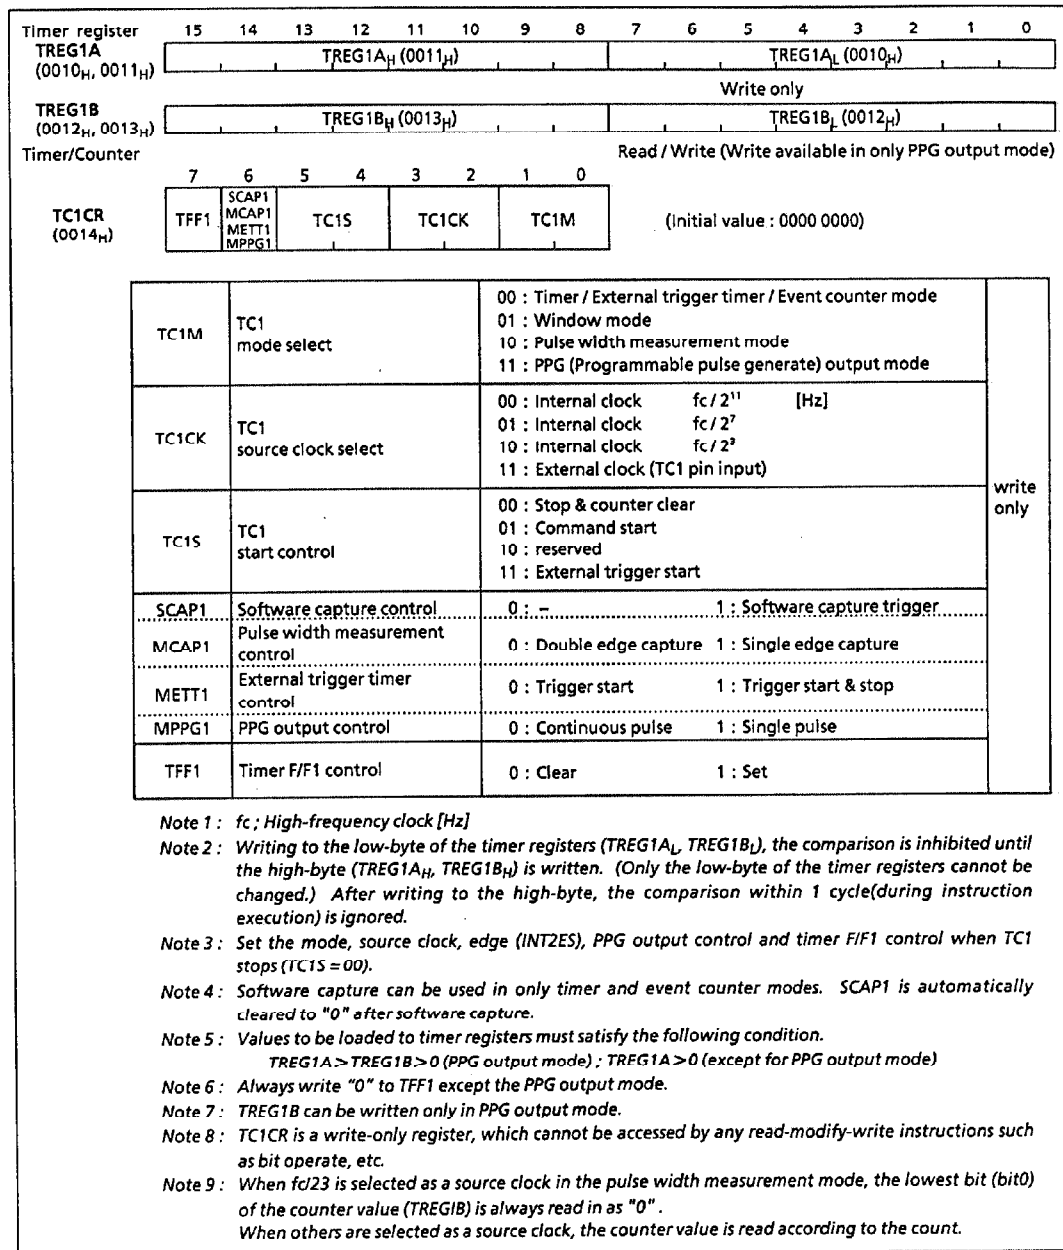 Timer register 15 14 13 12 11 10 9 8 7 6 5 4 3 2 1 0
TREG1A
(0010H, 0011H) TREG1AH (0011H) TREG1AL (0010H)
Write only
TREG1B
(0012H, 0013H) TREG1BH (0013H) TREG1BL (0012H)
Timer/Counter Read / Write (Write available in only PPG output mode)
7 6 5 4 3 2 1 0
TC1CR
(0014H) TFF1 SCAP1 MCAP1 METT1 MPPG1 TC1S TC1CK TC1M (Initial value : 0000 0000)
TC1M TC1 mode select
00 : Timer / External trigger timer / Event counter mode
01 : Window mode
10 : Pulse width measurement mode
11 : PPG (Programmable pulse generate) output mode
TC1CK TC1 source clock select
00 : Internal clock fc / 2¹¹ [Hz]
01 : Internal clock fc / 2⁷
10 : Internal clock fc / 2³
11 : External clock (TC1 pin input)
TC1S TC1 start control
00 : Stop & counter clear
01 : Command start
10 : reserved
11 : External trigger start
write only
SCAP1 Software capture control 0 : – 1 : Software capture trigger
MCAP1 Pulse width measurement control 0 : Double edge capture 1 : Single edge capture
METT1 External trigger timer control 0 : Trigger start 1 : Trigger start & stop
MPPG1 PPG output control 0 : Continuous pulse 1 : Single pulse
TFF1 Timer F/F1 control 0 : Clear 1 : Set
Note 1 : fc ; High-frequency clock [Hz]
Note 2 : Writing to the low-byte of the timer registers (TREG1AL, TREG1BL), the comparison is inhibited until
the high-byte (TREG1AH, TREG1BH) is written. (Only the low-byte of the timer registers cannot be
changed.) After writing to the high-byte, the comparison within 1 cycle(during instruction
execution) is ignored.
Note 3 : Set the mode, source clock, edge (INT2ES), PPG output control and timer F/F1 control when TC1
stops (TC1S = 00).
Note 4 : Software capture can be used in only timer and event counter modes. SCAP1 is automatically
cleared to "0" after software capture.
Note 5 : Values to be loaded to timer registers must satisfy the following condition.
TREG1A > TREG1B > 0 (PPG output mode) ; TREG1A > 0 (except for PPG output mode)
Note 6 : Always write "0" to TFF1 except the PPG output mode.
Note 7 : TREG1B can be written only in PPG output mode.
Note 8 : TC1CR is a write-only register, which cannot be accessed by any read-modify-write instructions such
as bit operate, etc.
Note 9 : When fc/23 is selected as a source clock in the pulse width measurement mode, the lowest bit (bit0)
of the counter value (TREGIB) is always read in as "0" .
When others are selected as a source clock, the counter value is read according to the count.